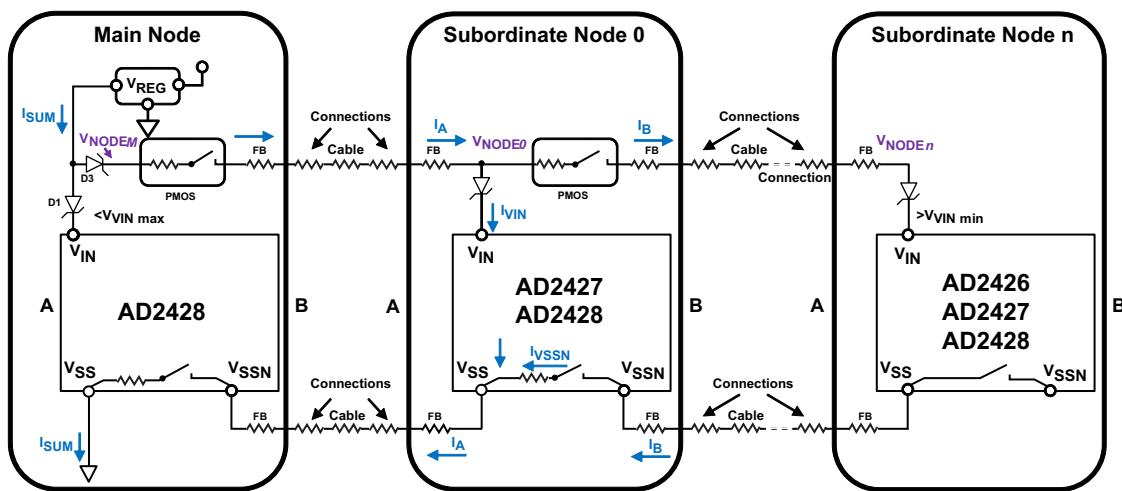 Main Node
Subordinate Node 0
Subordinate Node n
VREG
ISUM
VNODEM
D3
PMOS
FB
Connections
Cable
IA
FB
VNODE0
PMOS
IB
FB
Connections
Cable
Connection
FB
VNODEn
D1
<VVIN max
IVIN
>VVIN min
VIN
VIN
VIN
A
AD2428
B
A
AD2427
AD2428
B
A
AD2426
AD2427
AD2428
B
VSS
VSSN
VSS
IVSSN
VSSN
VSS
VSSN
ISUM
FB
Connections
Cable
FB
IA
FB
IB
Connections
Cable
FB